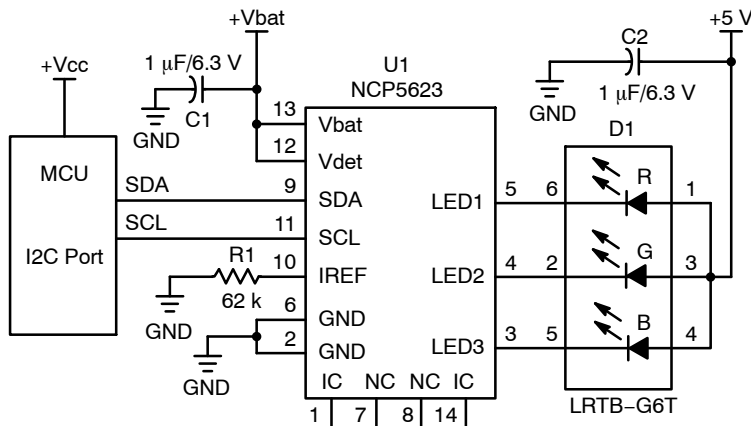 +Vbat
+5 V
C2
1 μF/6.3 V
U1
+Vcc
NCP5623
GND
1 μF/6.3 V
C1
GND
D1
13
Vbat
12
Vdet
MCU
SDA
9
SDA
LED1
5
6
R
1
SCL
11
SCL
I2C Port
R1
10
IREF
LED2
4
2
G
3
62 k
GND
6
GND
2
GND
LED3
3
5
B
4
GND
IC
NC
NC
IC
LRTB–G6T
1
7
8
14